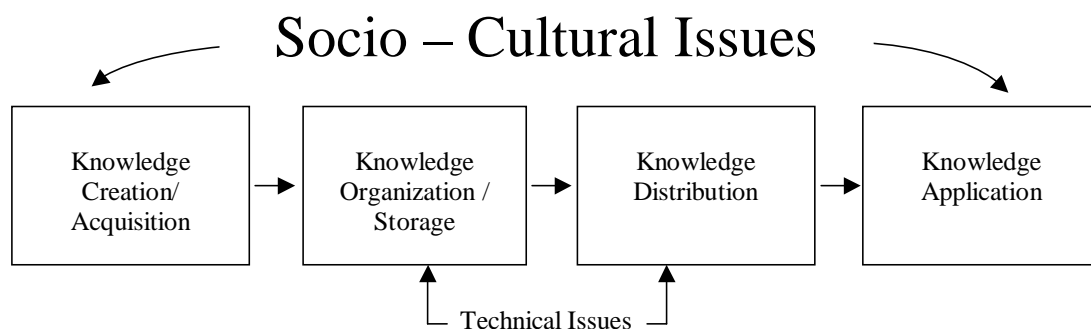 Socio – Cultural Issues
Knowledge
Creation/
Acquisition
Knowledge
Organization /
Storage
Knowledge
Distribution
Knowledge
Application
Technical Issues